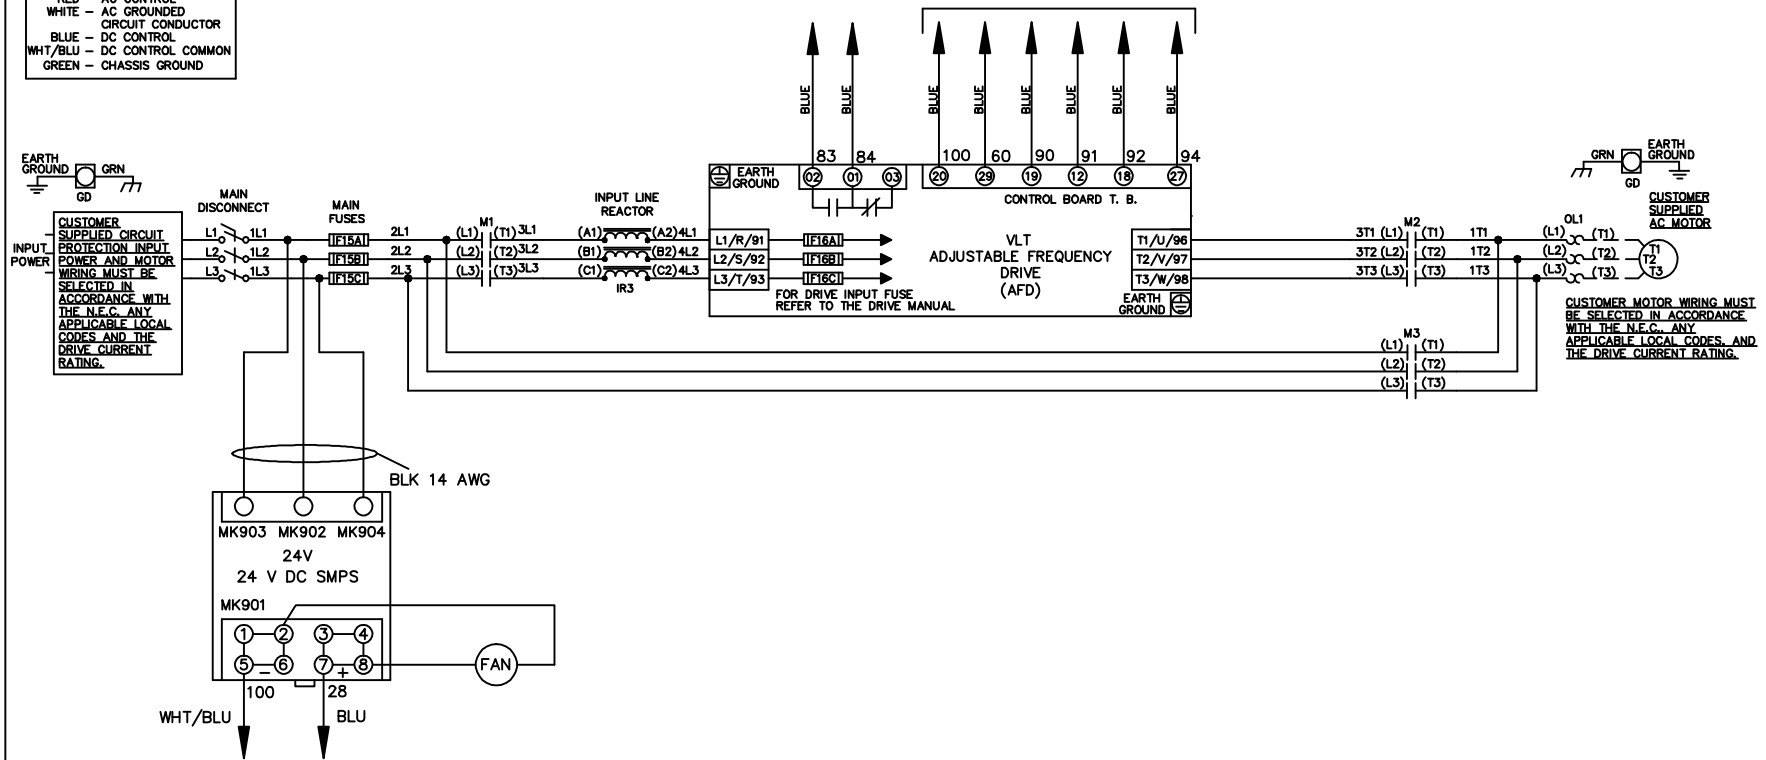 WHITE – AC GROUNDED
CIRCUIT CONDUCTOR
BLUE – DC CONTROL
WHT/BLU – DC CONTROL COMMON
GREEN – CHASSIS GROUND
BLUE
BLUE
BLUE
BLUE
BLUE
BLUE
BLUE
BLUE
83
84
100
60
90
91
92
94
EARTH
GROUND
02
01
03
20
29
19
12
18
27
CONTROL BOARD T. B.
EARTH
GROUND
GRN
GD
GRN
EARTH
GROUND
GD
CUSTOMER
SUPPLIED
AC MOTOR
INPUT
POWER
CUSTOMER
SUPPLIED CIRCUIT
PROTECTION INPUT
POWER AND MOTOR
WIRING MUST BE
SELECTED IN
ACCORDANCE WITH
THE N.E.C. ANY
APPLICABLE LOCAL
CODES AND THE
DRIVE CURRENT
RATING.
MAIN
DISCONNECT
L1 1L1
L2 1L2
L3 1L3
MAIN
FUSES
F15A
F15B
F15C
2L1
2L2
2L3
M1
(L1) (T1) 3L1
(L2) (T2) 3L2
(L3) (T3) 3L3
INPUT LINE
REACTOR
(A1) (A2) 4L1
(B1) (B2) 4L2
(C1) (C2) 4L3
IR3
L1/R/91
L2/S/92
L3/T/93
F16A
F16B
F16C
FOR DRIVE INPUT FUSE
REFER TO THE DRIVE MANUAL
VLT
ADJUSTABLE FREQUENCY
DRIVE
(AFD)
T1/U/96
T2/V/97
T3/W/98
EARTH
GROUND
M2
3T1 (L1) (T1) 1T1
3T2 (L2) (T2) 1T2
3T3 (L3) (T3) 1T3
OL1
(L1) (T1)
(L2) (T2)
(L3) (T3)
T1
T2
T3
CUSTOMER MOTOR WIRING MUST
BE SELECTED IN ACCORDANCE
WITH THE N.E.C., ANY
APPLICABLE LOCAL CODES, AND
THE DRIVE CURRENT RATING.
M3
(L1) (T1)
(L2) (T2)
(L3) (T3)
BLK 14 AWG
MK903 MK902 MK904
24V
24 V DC SMPS
MK901
1 2 3 4
5 6 7 8
– +
FAN
100
28
WHT/BLU
BLU